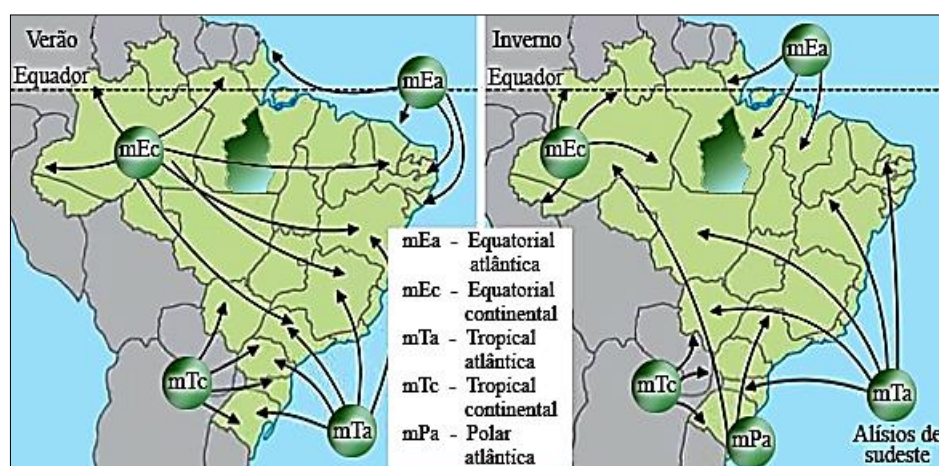 Verão
Equador
mEa
mEc
mTc
mTa
mEa - Equatorial
atlântica
mEc - Equatorial
continental
mTa - Tropical
atlântica
mTc - Tropical
continental
mPa - Polar
atlântica
Inverno
Equador
mEa
mEc
mTc
mPa
mTa
Alísios de
sudeste